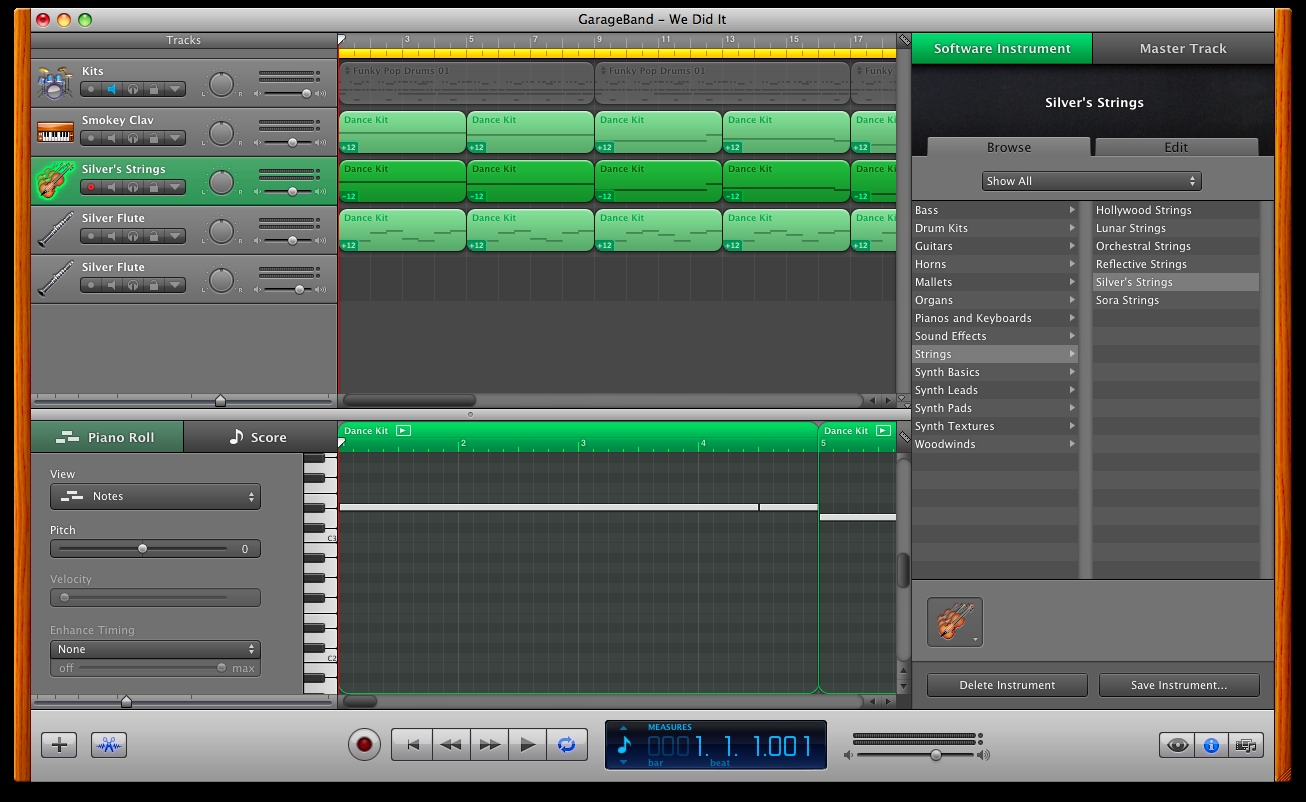 GarageBand – We Did It
Tracks
3 5 7 9 11 13 15 17
Software Instrument
Master Track
Kits
L R
Funky Pop Drums 01
Funky Pop Drums 01
Funky
Silver's Strings
Smokey Clav
L R
Dance Kit
Dance Kit
Dance Kit
Dance Kit
Dance Ki
+12 +12 +12 +12 +12
Browse
Edit
Silver's Strings
L R
Dance Kit
Dance Kit
Dance Kit
Dance Kit
Dance Ki
-12 -12 -12 -12 -12
Show All
Silver Flute
L R
Dance Kit
Dance Kit
Dance Kit
Dance Kit
Dance Ki
+12 +12 +12 +12 +12
Silver Flute
L R
Bass
Drum Kits
Guitars
Horns
Mallets
Organs
Pianos and Keyboards
Sound Effects
Strings
Synth Basics
Synth Leads
Synth Pads
Synth Textures
Woodwinds
Hollywood Strings
Lunar Strings
Orchestral Strings
Reflective Strings
Silver's Strings
Sora Strings
Piano Roll
Score
Dance Kit
Dance Kit
2 3 4 5
View
Notes
Pitch
0
Velocity
Enhance Timing
None
off max
C3
C2
Delete Instrument
Save Instrument...
MEASURES
0001. 1. 1.001
bar beat